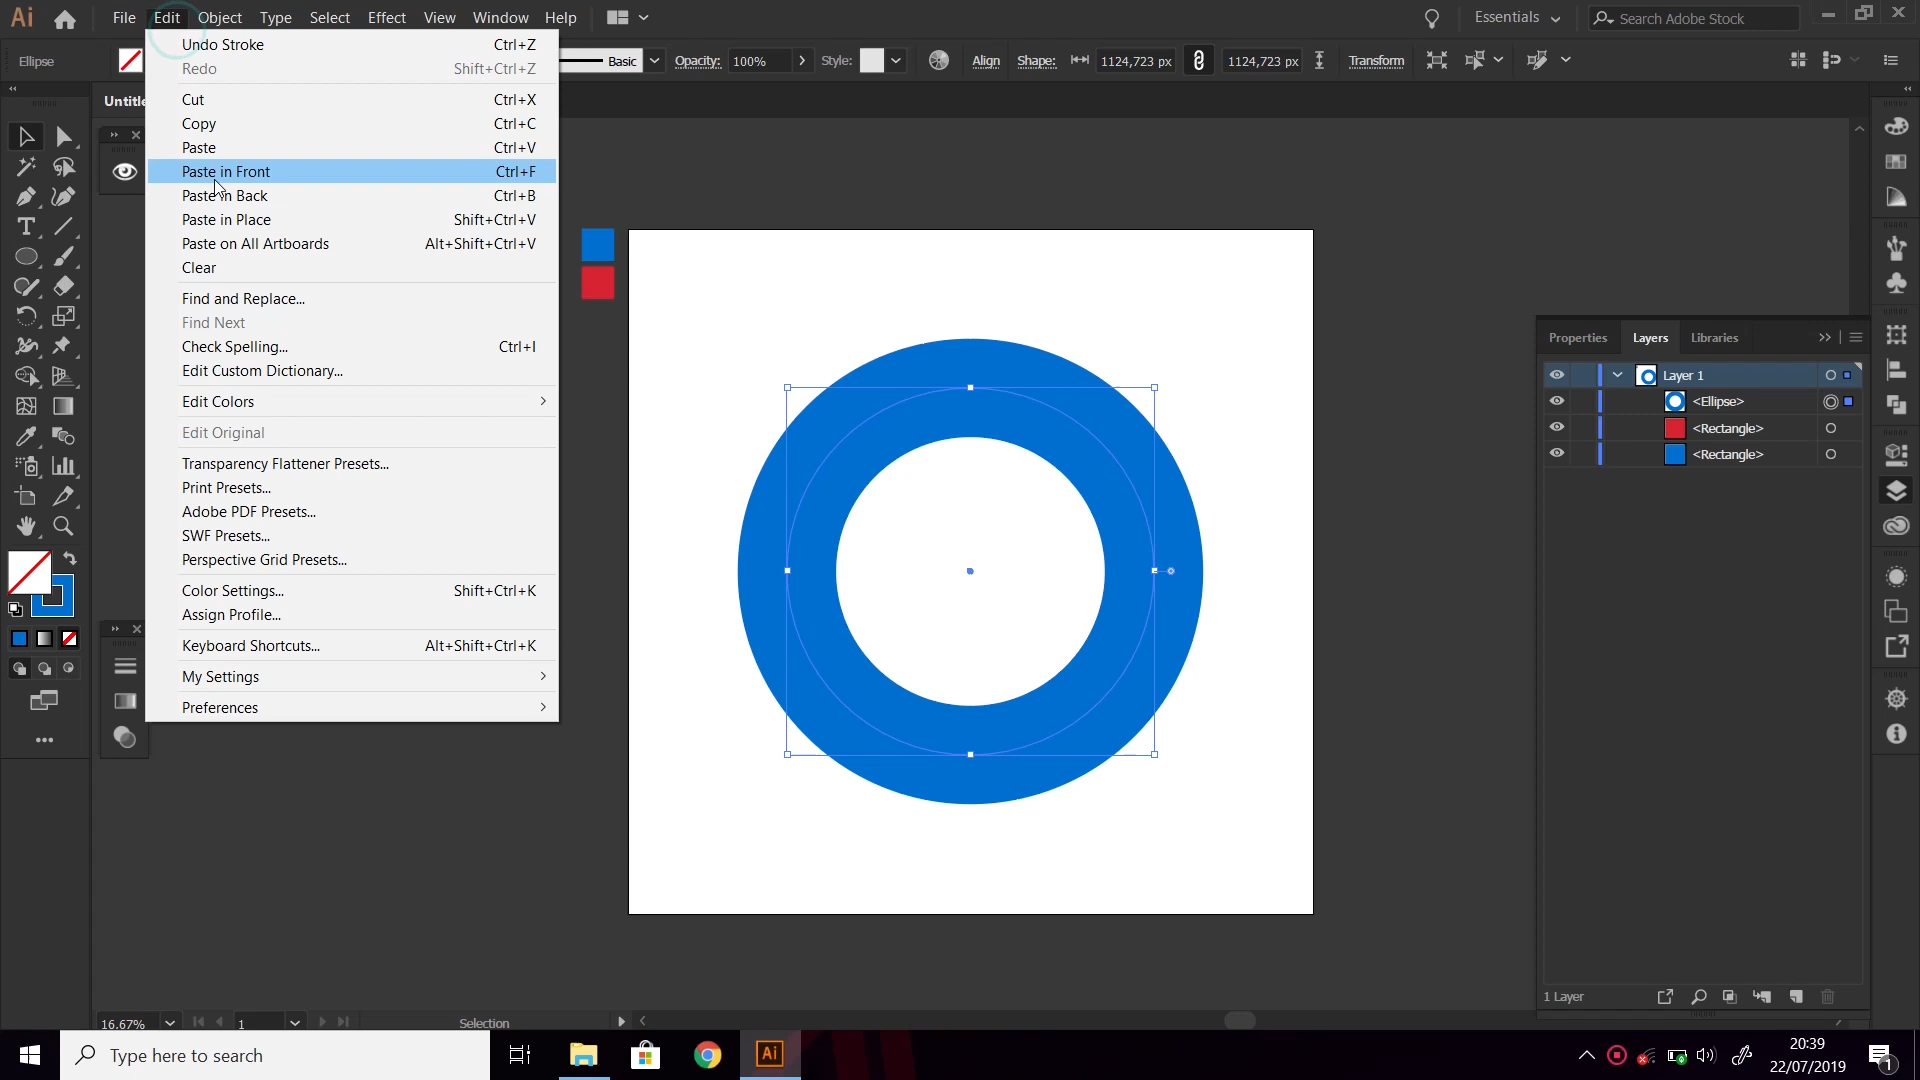 Ai File Edit Object Type Select Effect View Window Help Essentials Search Adobe Stock
Ellipse Basic Opacity: 100% Style: Align Shape: 1124,723 px 1124,723 px Transform
Undo Stroke Ctrl+Z
Redo Shift+Ctrl+Z
Untitle
Cut Ctrl+X
Copy Ctrl+C
Paste Ctrl+V
Paste in Front Ctrl+F
Paste in Back Ctrl+B
Paste in Place Shift+Ctrl+V
Paste on All Artboards Alt+Shift+Ctrl+V
Clear
Find and Replace...
Find Next
Check Spelling... Ctrl+I
Edit Custom Dictionary...
Edit Colors
Edit Original
Transparency Flattener Presets...
Print Presets...
Adobe PDF Presets...
SWF Presets...
Perspective Grid Presets...
Color Settings... Shift+Ctrl+K
Assign Profile...
Keyboard Shortcuts... Alt+Shift+Ctrl+K
My Settings
Preferences
Properties Layers Libraries
Layer 1
<Ellipse>
<Rectangle>
<Rectangle>
1 Layer
16.67% 1 Selection
Type here to search
Ai
20:39
22/07/2019
1